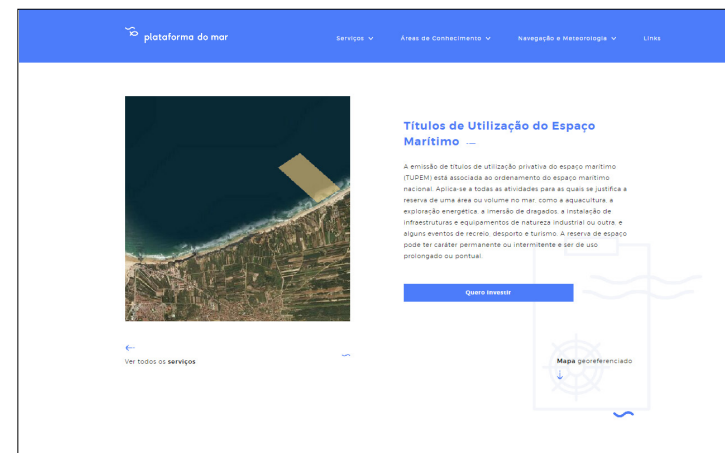 plataforma do mar
Serviços
Áreas de Conhecimento
Navegação e Meteorologia
Links
Títulos de Utilização do Espaço
Marítimo
A emissão de títulos de utilização privativa do espaço marítimo
(TUPEM) está associada ao ordenamento do espaço marítimo
nacional. Aplica-se a todas as atividades para as quais se justifica a
reserva de uma área ou volume no mar, como a aquacultura, a
exploração energética, a imersão de dragados, a instalação de
infraestruturas e equipamentos de natureza industrial ou outra, e
alguns eventos de recreio, desporto e turismo. A reserva de espaço
pode ter caráter permanente ou intermitente e ser de uso
prolongado ou pontual.
Quero Investir
Ver todos os serviços
Mapa georeferenciado